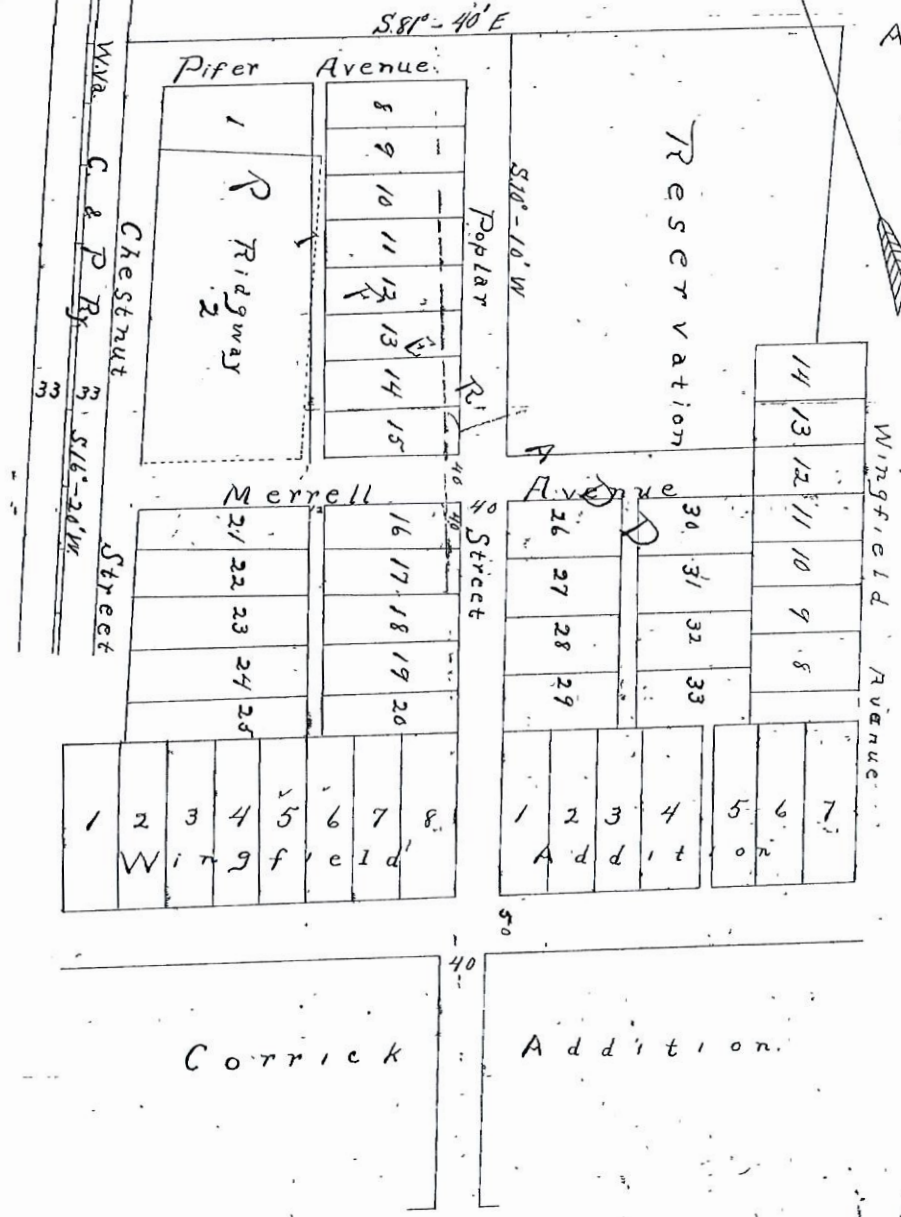 S.81°-40'E
A
Pifer Avenue.
W.Va. C. & P. Ry.
33
33
S.16°-20'W.
Chestnut Street
1
P Ridgway
2
8
9
10
11
12
13
14
15
Poplar Street
S.10°-10'W
Reservation
R
A
14
13
12
11
10
9
8
Wingfield Avenue
40
40
40
Merrell Avenue
21
22
23
24
25
16
17
18
19
20
26
27
28
29
30
31
32
33
1 2 3 4 5 6 7 8 1 2 3 4 5 6 7
Wingfield Addition
50
40
Corrick Addition.